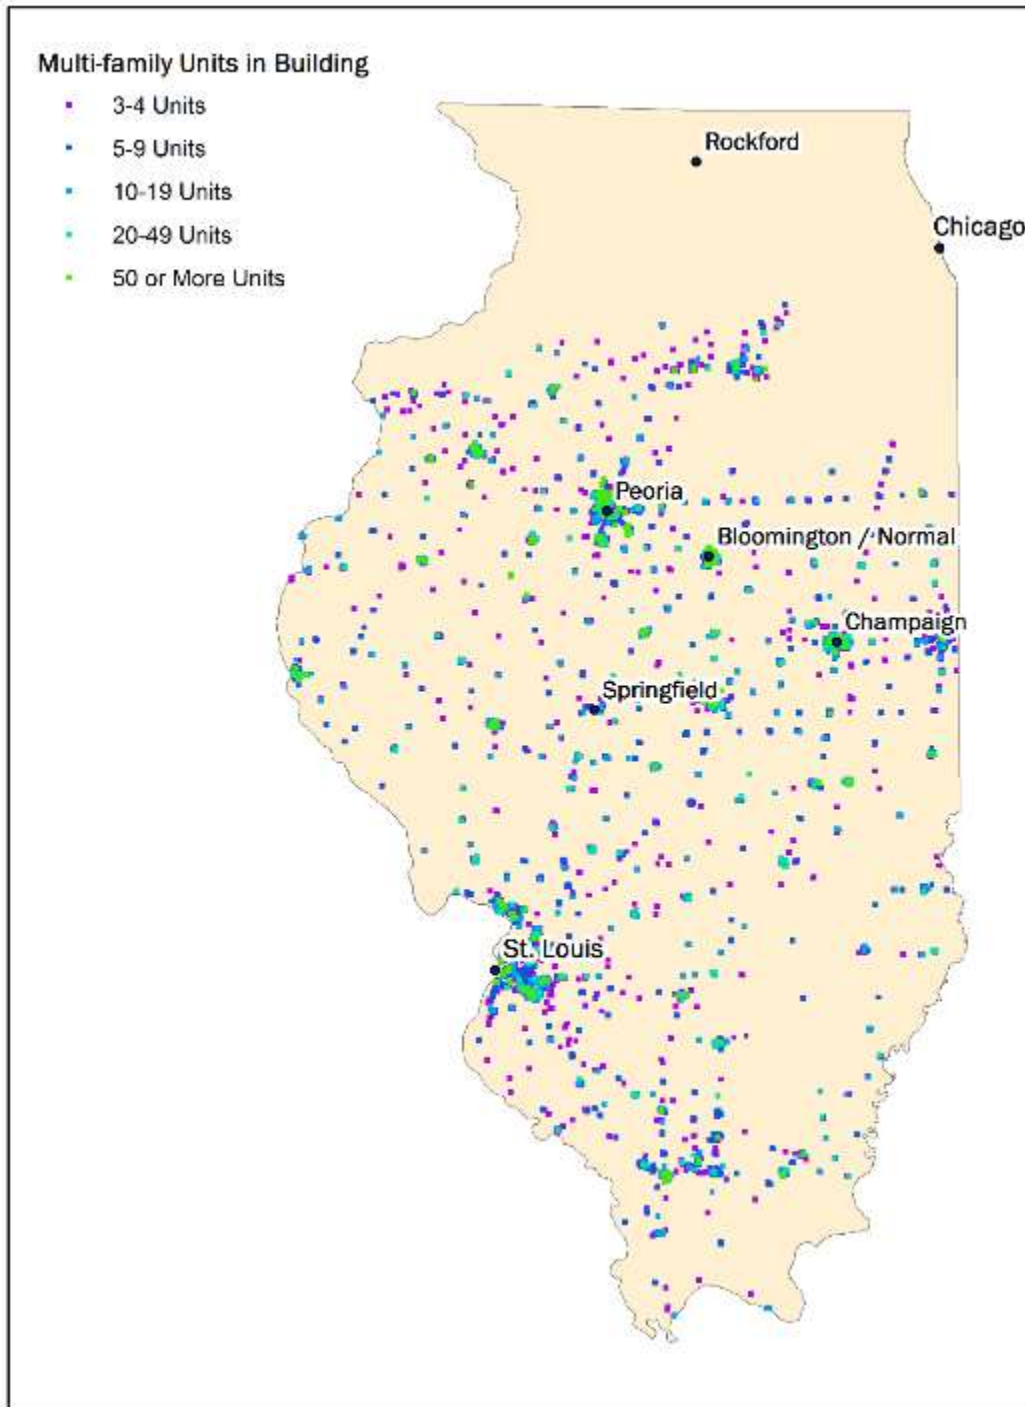 Multi-family Units in Building
3-4 Units
5-9 Units
10-19 Units
20-49 Units
50 or More Units
Rockford
Chicago
Peoria
Bloomington / Normal
Champaign
Springfield
St. Louis